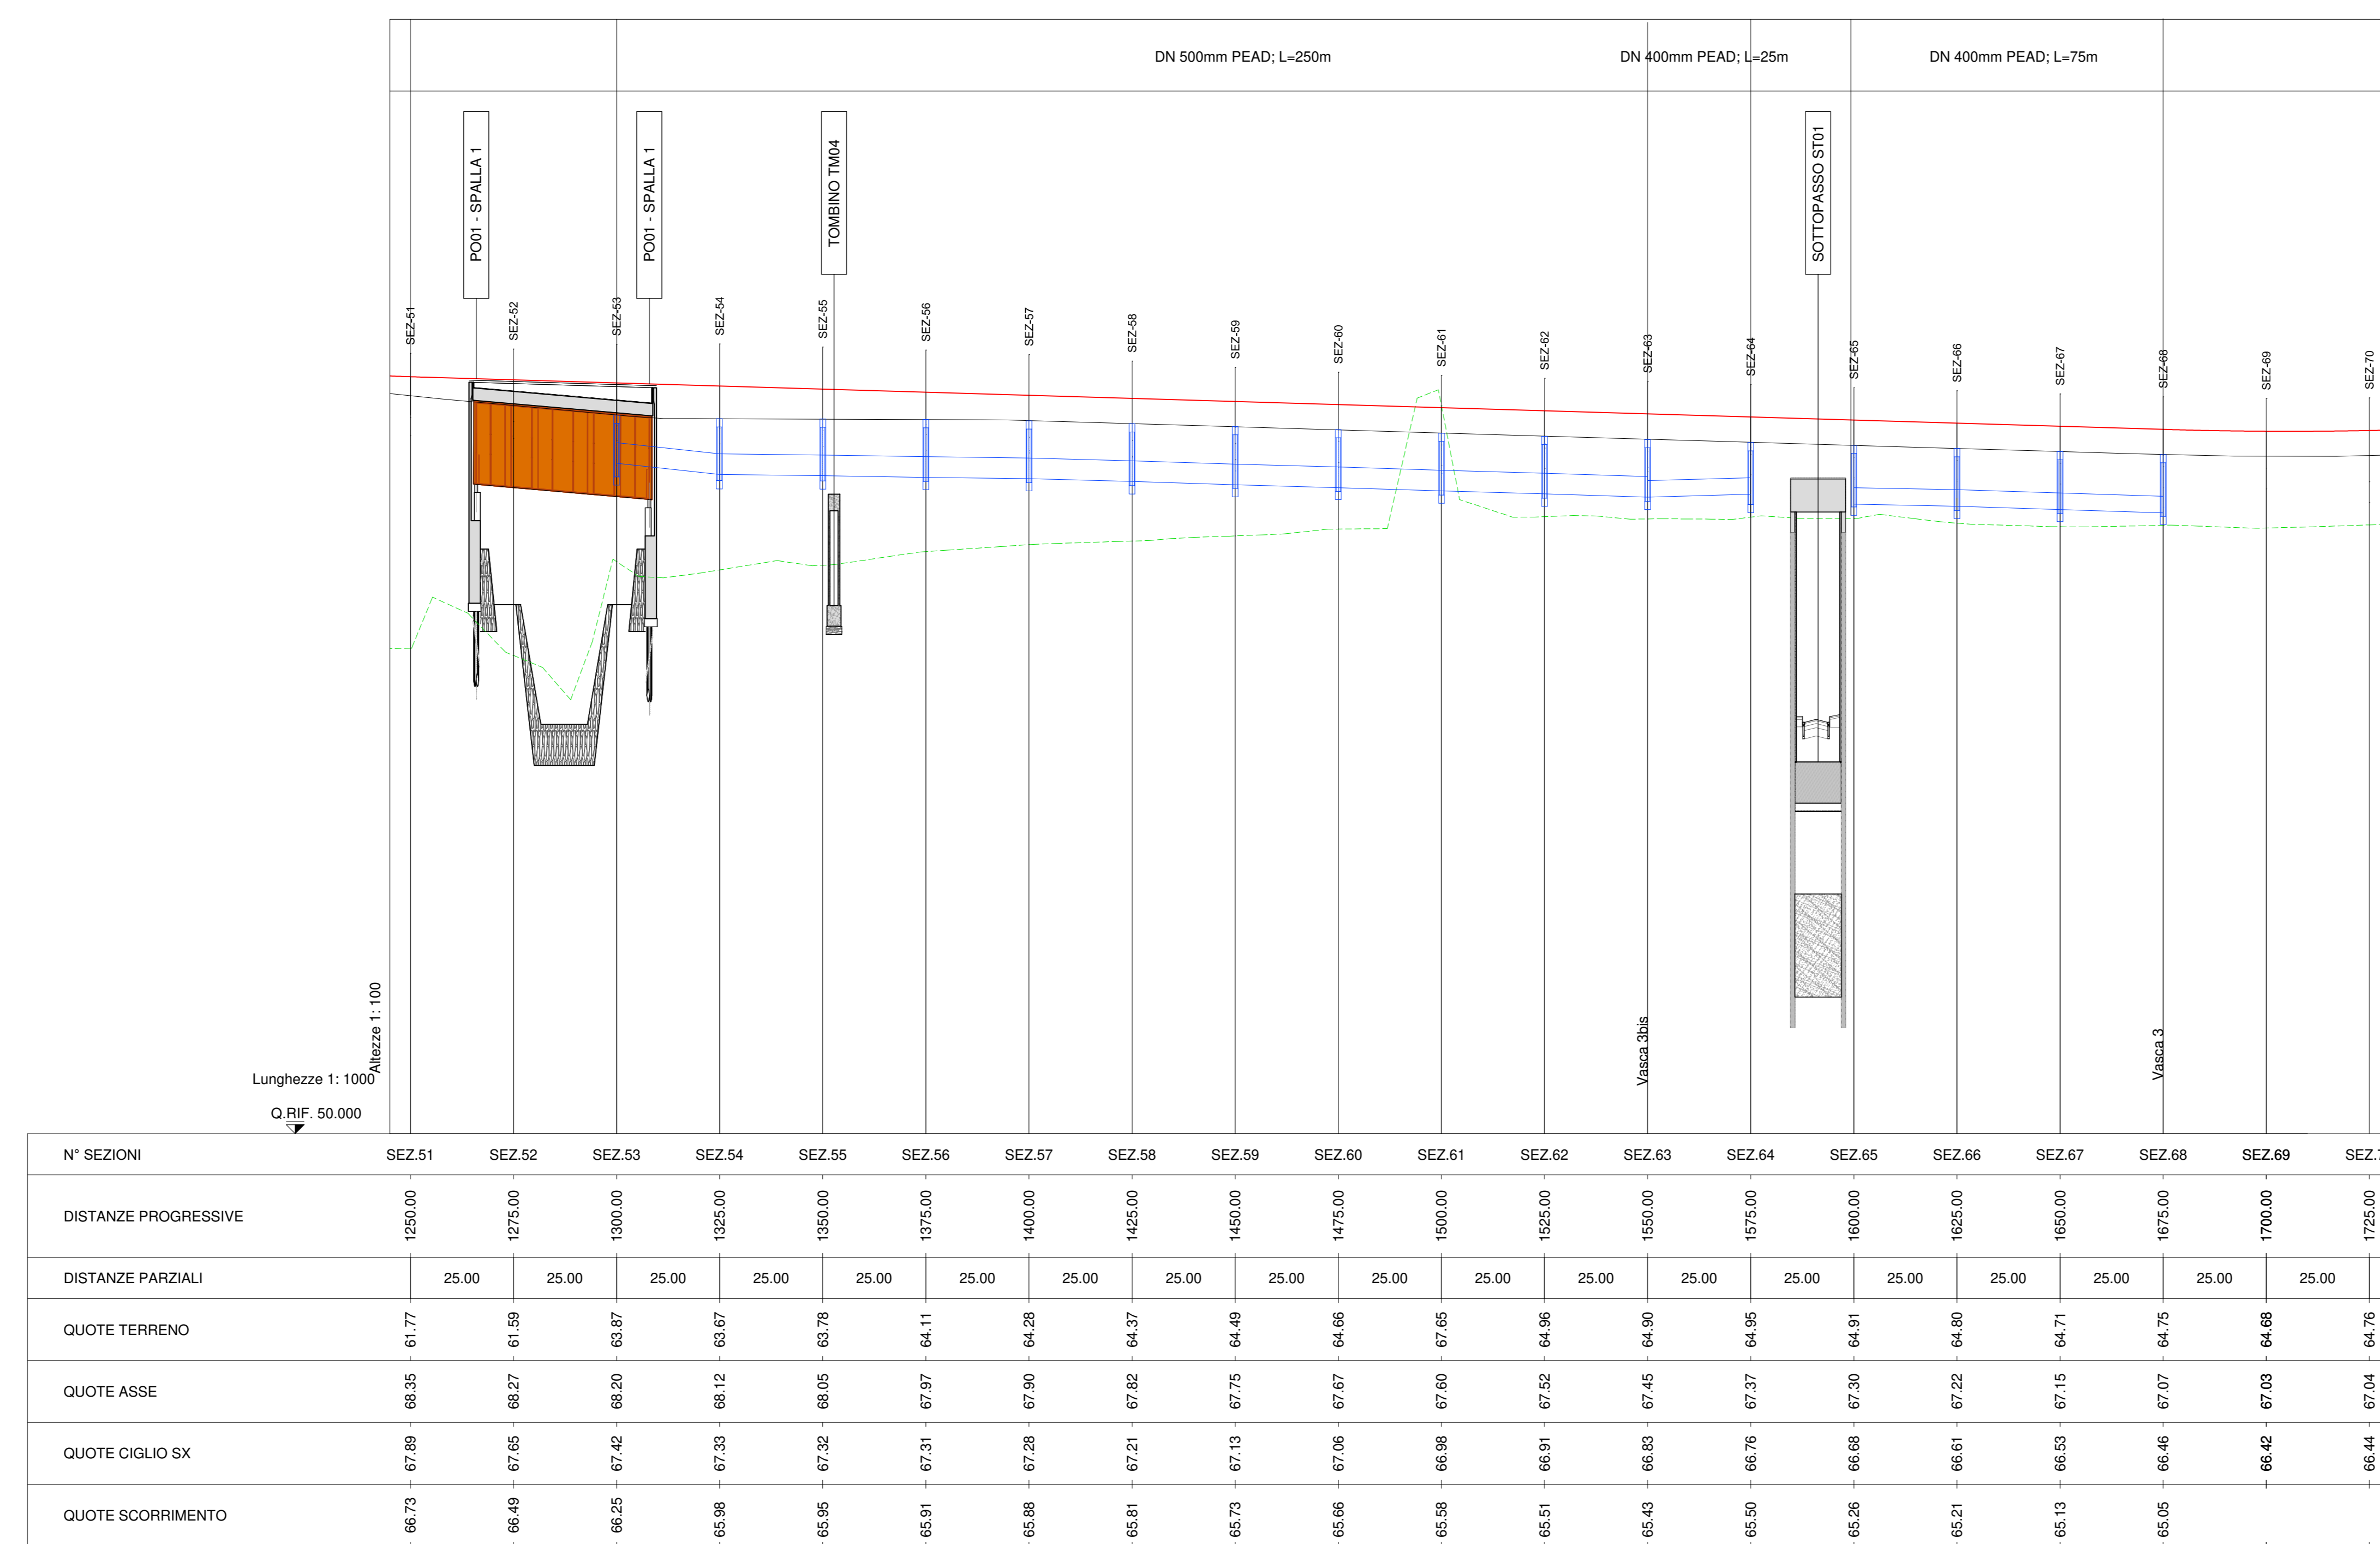 DN 500mm PEAD; L=250m DN 400mm PEAD; L=25m DN 400mm PEAD; L=75m
PO01 - SPALLA 1
PO01 - SPALLA 1
TOMBINO TM04
SOTTOPASSO ST01
SEZ-51
SEZ-52
SEZ-53
SEZ-54
SEZ-55
SEZ-56
SEZ-57
SEZ-58
SEZ-59
SEZ-60
SEZ-61
SEZ-62
SEZ-63
SEZ-64
SEZ-65
SEZ-66
SEZ-67
SEZ-68
SEZ-69
SEZ-70
Altezze 1: 100
Vasca 3bis
Vasca 3
Lunghezze 1: 1000
Q.RIF. 50.000
N° SEZIONI SEZ.51 SEZ.52 SEZ.53 SEZ.54 SEZ.55 SEZ.56 SEZ.57 SEZ.58 SEZ.59 SEZ.60 SEZ.61 SEZ.62 SEZ.63 SEZ.64 SEZ.65 SEZ.66 SEZ.67 SEZ.68 SEZ.69
DISTANZE PROGRESSIVE 1250.00 1275.00 1300.00 1325.00 1350.00 1375.00 1400.00 1425.00 1450.00 1475.00 1500.00 1525.00 1550.00 1575.00 1600.00 1625.00 1650.00 1675.00 1700.00 1725.00
DISTANZE PARZIALI 25.00 25.00 25.00 25.00 25.00 25.00 25.00 25.00 25.00 25.00 25.00 25.00 25.00 25.00 25.00 25.00 25.00 25.00 25.00
QUOTE TERRENO 61.77 61.59 63.87 63.67 63.78 64.11 64.28 64.37 64.49 64.66 67.65 64.96 64.90 64.95 64.91 64.80 64.71 64.75 64.68 64.76
QUOTE ASSE 68.35 68.27 68.20 68.12 68.05 67.97 67.90 67.82 67.75 67.67 67.60 67.52 67.45 67.37 67.30 67.22 67.15 67.07 67.03 67.04
QUOTE CIGLIO SX 67.89 67.65 67.42 67.33 67.32 67.31 67.28 67.21 67.13 67.06 66.98 66.91 66.83 66.76 66.68 66.61 66.53 66.46 66.42 66.44
QUOTE SCORRIMENTO 66.73 66.49 66.25 65.98 65.95 65.91 65.88 65.81 65.73 65.66 65.58 65.51 65.43 65.50 65.26 65.21 65.13 65.05